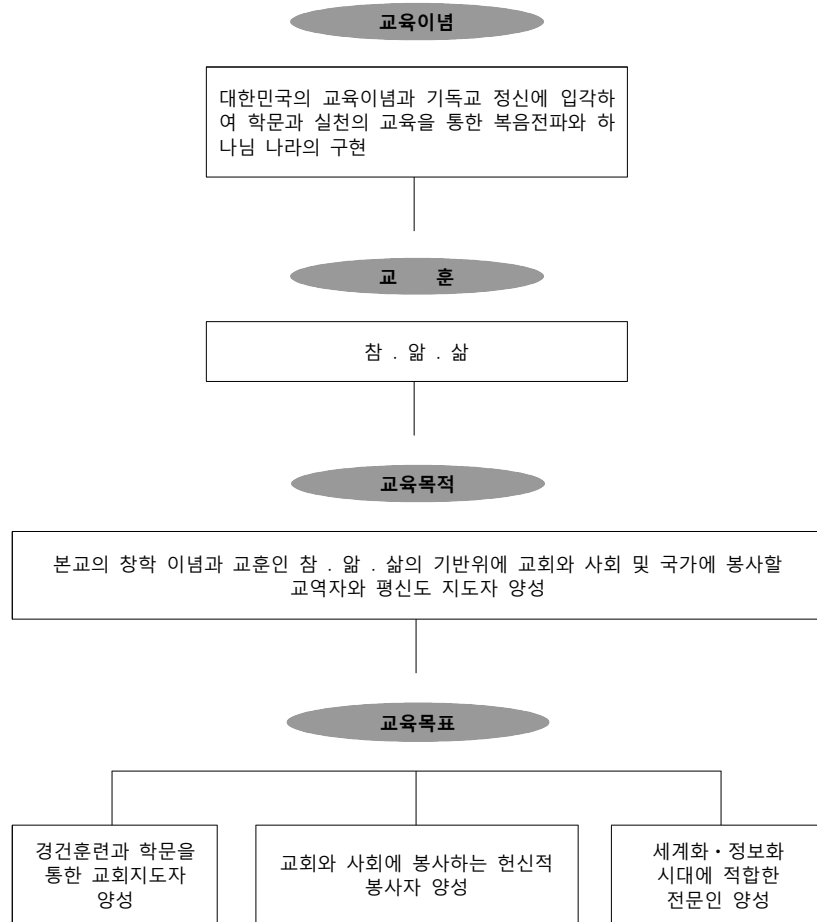 교육이념
대한민국의 교육이념과 기독교 정신에 입각하
여 학문과 실천의 교육을 통한 복음전파와 하
나님 나라의 구현
교 훈
참 . 앎 . 삶
교육목적
본교의 창학 이념과 교훈인 참 . 앎 . 삶의 기반위에 교회와 사회 및 국가에 봉사할
교역자와 평신도 지도자 양성
교육목표
경건훈련과 학문을
통한 교회지도자
양성
교회와 사회에 봉사하는 헌신적
봉사자 양성
세계화・정보화
시대에 적합한
전문인 양성